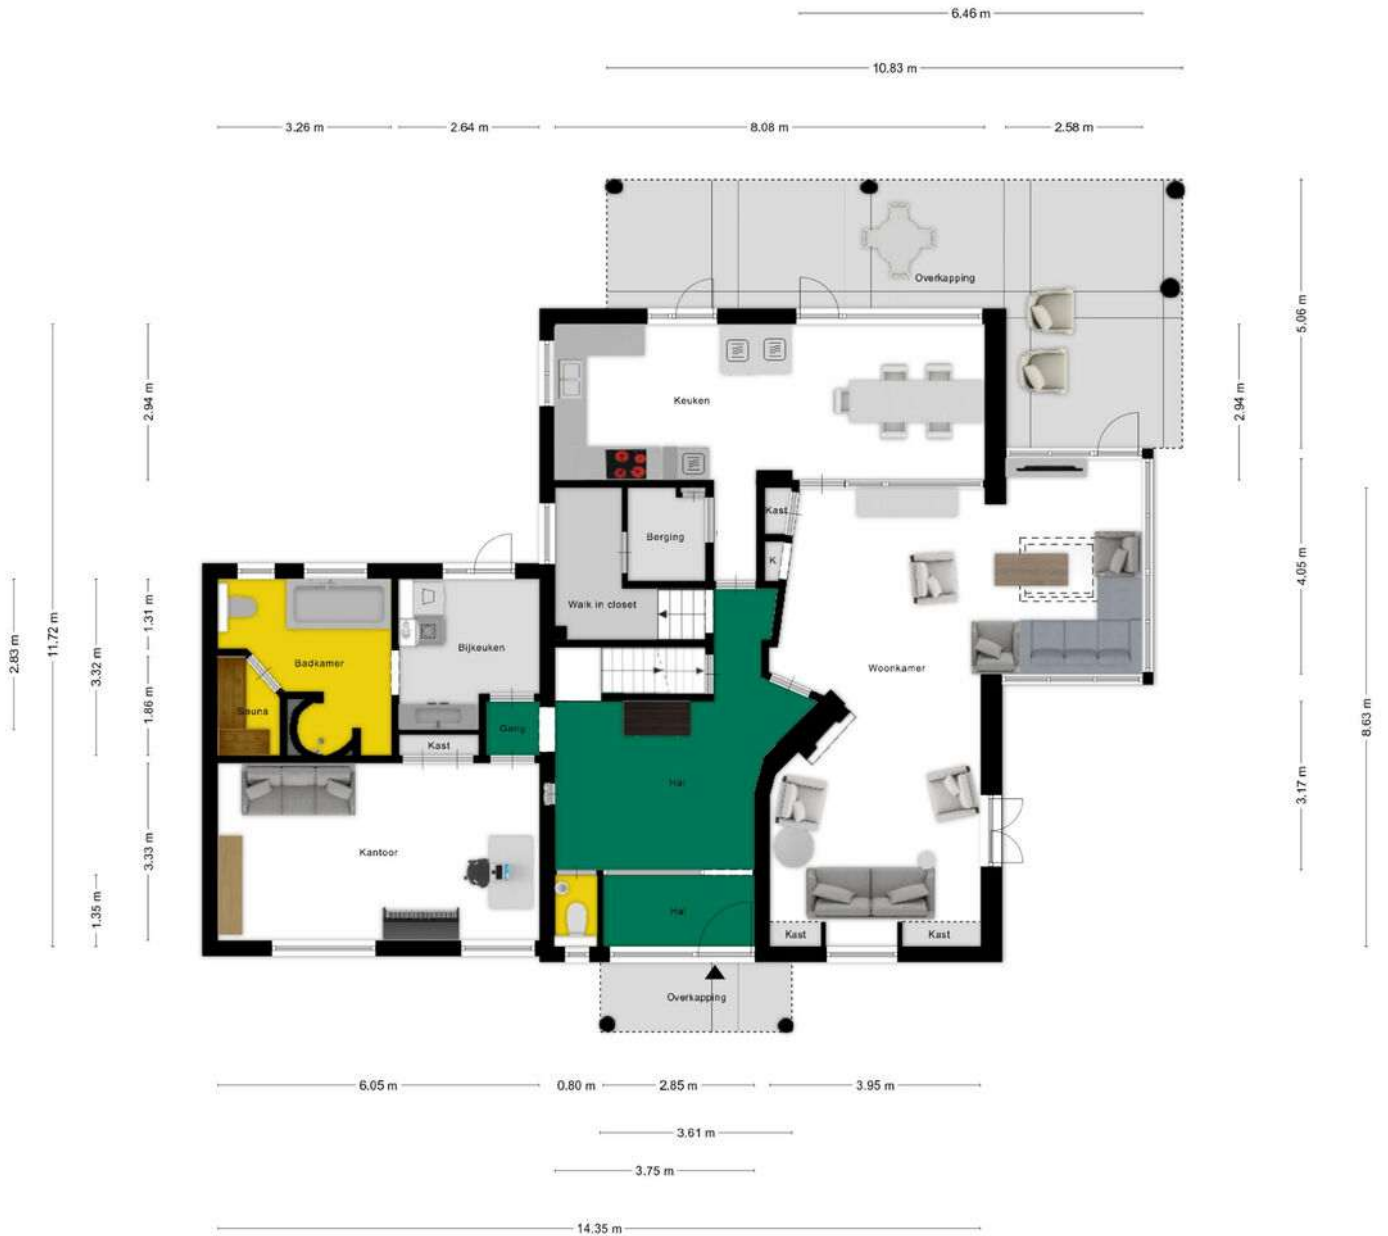 6.46 m
10.83 m
3.26 m
2.64 m
8.08 m
2.58 m
Overkapping
5.06 m
2.94 m
2.94 m
Keuken
Kast
Berging
K
Walk in closet
4.05 m
2.83 m
11.72 m
3.32 m
1.31 m
1.86 m
Badkamer
Bijkeuken
Woonkamer
Sauna
Gang
Kast
8.63 m
3.17 m
Hal
3.33 m
Kantoor
1.35 m
Hal
Kast
Kast
Overkapping
6.05 m
0.80 m
2.85 m
3.95 m
3.61 m
3.75 m
14.35 m